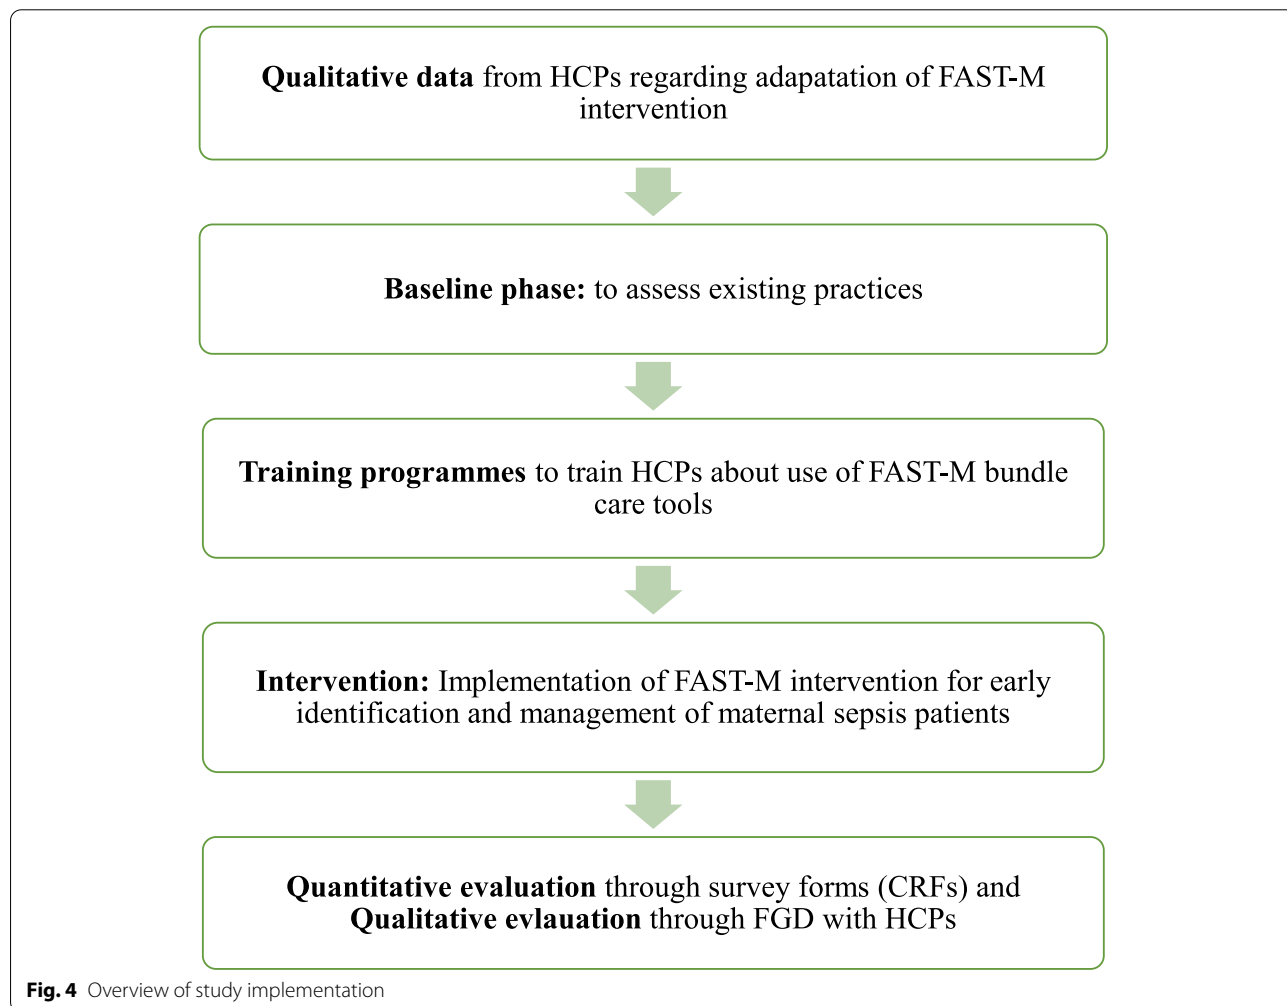 Qualitative data from HCPs regarding adapatation of FAST-M
intervention
Baseline phase: to assess existing practices
Training programmes to train HCPs about use of FAST-M bundle
care tools
Intervention: Implementation of FAST-M intervention for early
identification and management of maternal sepsis patients
Quantitative evaluation through survey forms (CRFs) and
Qualitative evlauation through FGD with HCPs
Fig. 4 Overview of study implementation